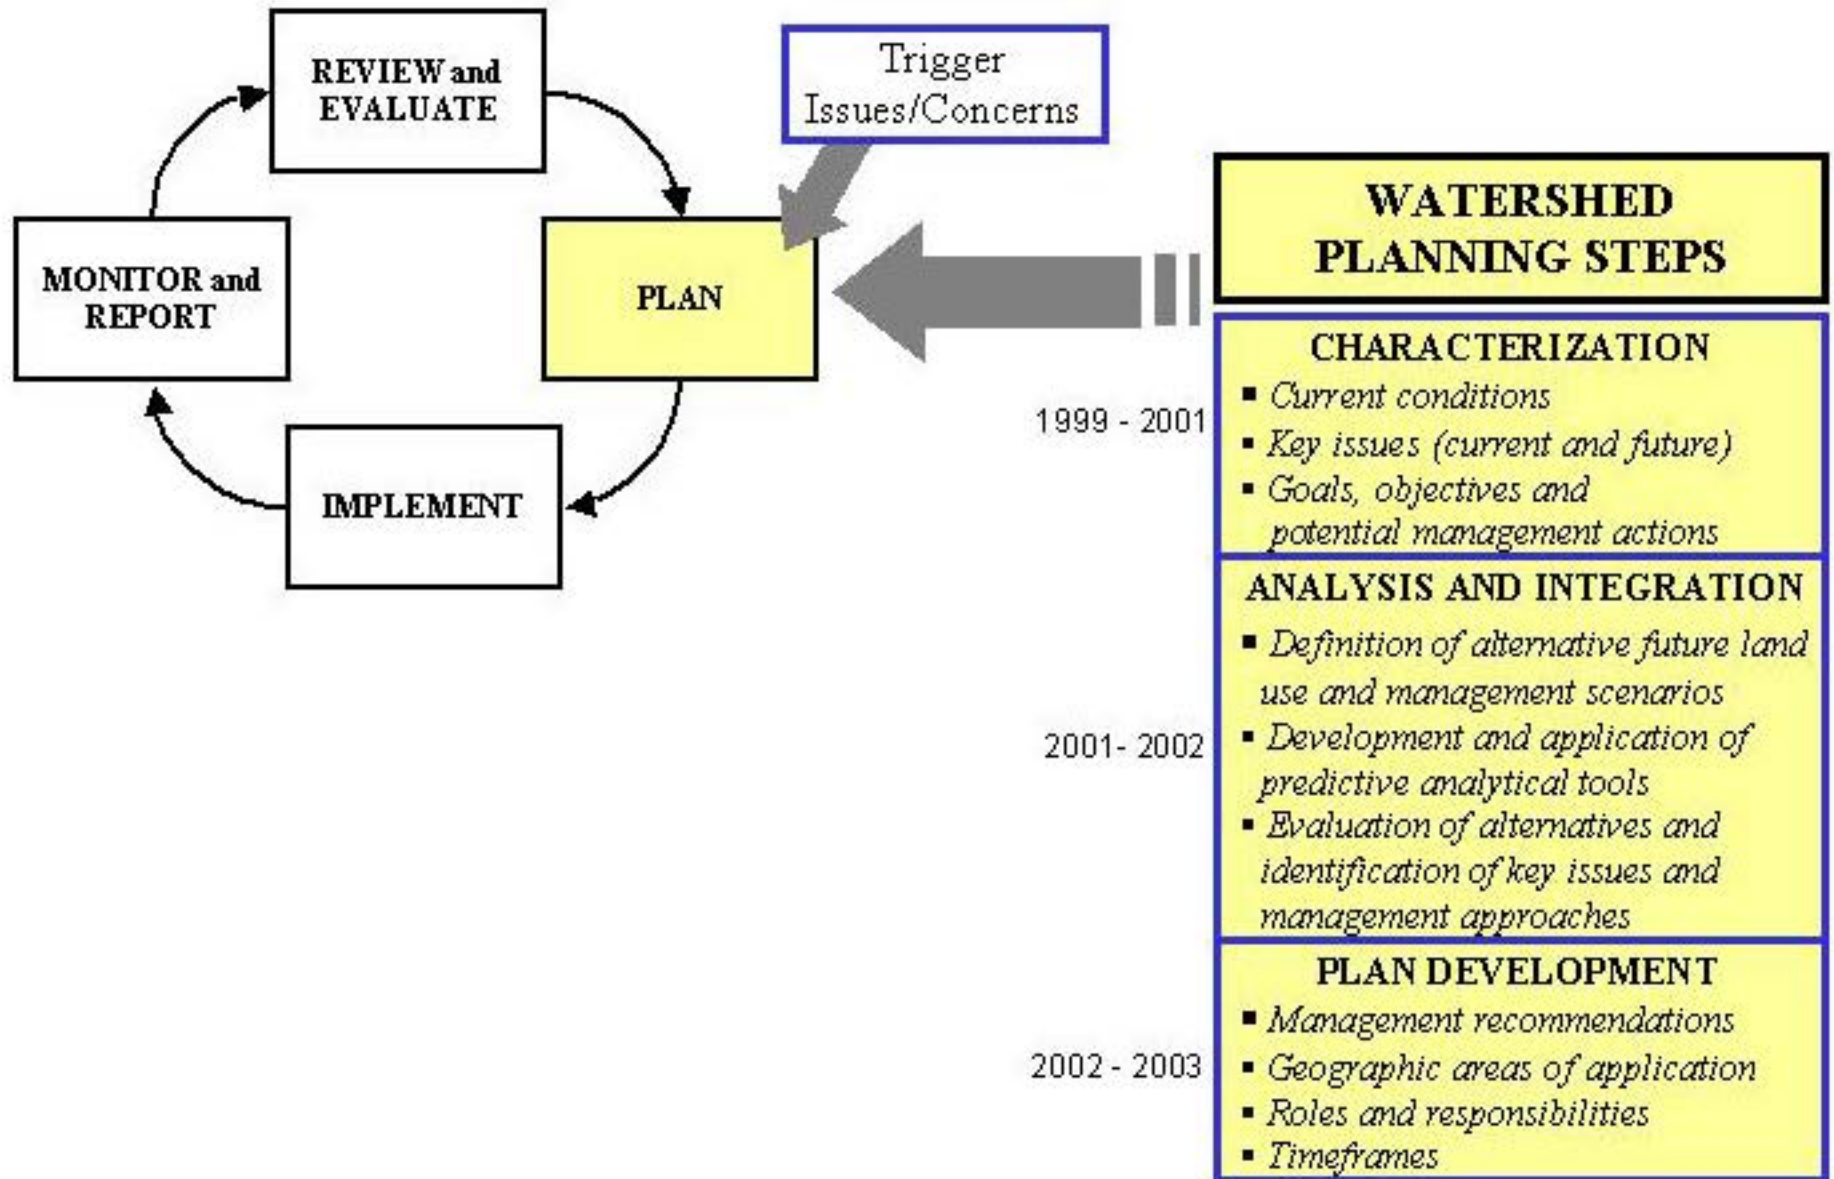 REVIEW and
EVALUATE
Trigger
Issues/Concerns
MONITOR and
REPORT
PLAN
IMPLEMENT
WATERSHED
PLANNING STEPS
1999 - 2001
CHARACTERIZATION
▪ Current conditions
▪ Key issues (current and future)
▪ Goals, objectives and
potential management actions
2001- 2002
ANALYSIS AND INTEGRATION
▪ Definition of alternative future land
use and management scenarios
▪ Development and application of
predictive analytical tools
▪ Evaluation of alternatives and
identification of key issues and
management approaches
2002 - 2003
PLAN DEVELOPMENT
▪ Management recommendations
▪ Geographic areas of application
▪ Roles and responsibilities
▪ Timeframes